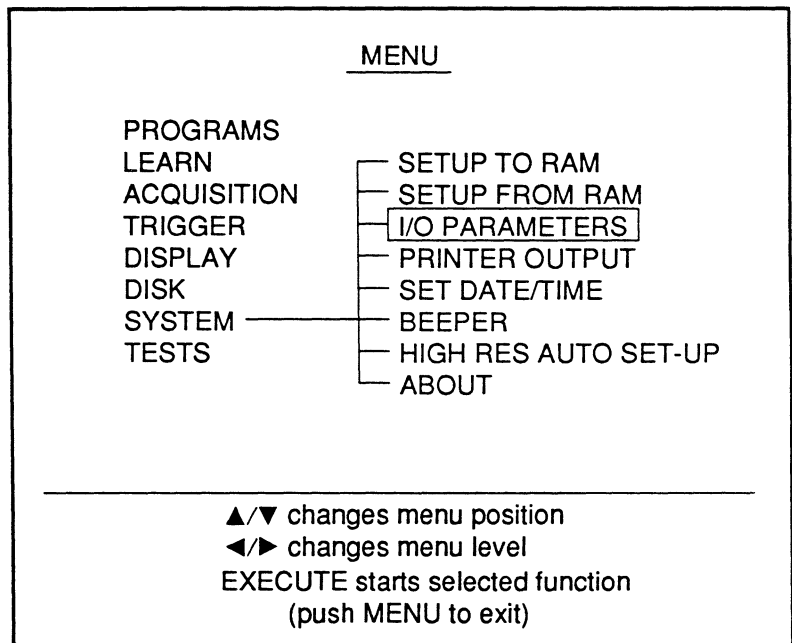 MENU
PROGRAMS
LEARN SETUP TO RAM
ACQUISITION SETUP FROM RAM
TRIGGER I/O PARAMETERS
DISPLAY PRINTER OUTPUT
DISK SET DATE/TIME
SYSTEM BEEPER
TESTS HIGH RES AUTO SET-UP
ABOUT
▲/▼ changes menu position
◄/► changes menu level
EXECUTE starts selected function
(push MENU to exit)